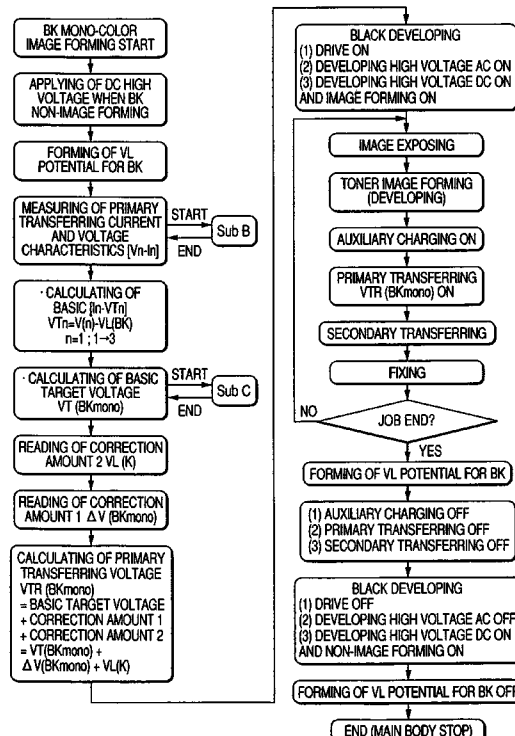 BK MONO-COLOR
IMAGE FORMING START
APPLYING OF DC HIGH
VOLTAGE WHEN BK
NON-IMAGE FORMING
FORMING OF VL
POTENTIAL FOR BK
MEASURING OF PRIMARY
TRANSFERRING CURRENT
AND VOLTAGE
CHARACTERISTICS [Vn-In]
START
END
Sub B
· CALCULATING OF
BASIC [In-VTn]
VTn=V(n)-VL(BK)
n=1 ; 1→3
· CALCULATING OF BASIC
TARGET VOLTAGE
VT (BKmono)
START
END
Sub C
READING OF CORRECTION
AMOUNT 2 VL (K)
READING OF CORRECTION
AMOUNT 1 ΔV (BKmono)
CALCULATING OF PRIMARY
TRANSFERRING VOLTAGE
VTR (BKmono)
= BASIC TARGET VOLTAGE
+ CORRECTION AMOUNT 1
+ CORRECTION AMOUNT 2
= VT(BKmono) +
ΔV(BKmono) + VL(K)
BLACK DEVELOPING
(1) DRIVE ON
(2) DEVELOPING HIGH VOLTAGE AC ON
(3) DEVELOPING HIGH VOLTAGE DC ON
AND IMAGE FORMING ON
IMAGE EXPOSING
TONER IMAGE FORMING
(DEVELOPING)
AUXILIARY CHARGING ON
PRIMARY TRANSFERRING
VTR (BKmono) ON
SECONDARY TRANSFERRING
FIXING
NO
JOB END?
YES
FORMING OF VL POTENTIAL FOR BK
(1) AUXILIARY CHARGING OFF
(2) PRIMARY TRANSFERRING OFF
(3) SECONDARY TRANSFERRING OFF
BLACK DEVELOPING
(1) DRIVE OFF
(2) DEVELOPING HIGH VOLTAGE AC OFF
(3) DEVELOPING HIGH VOLTAGE DC ON
AND NON-IMAGE FORMING ON
FORMING OF VL POTENTIAL FOR BK OFF
END (MAIN BODY STOP)